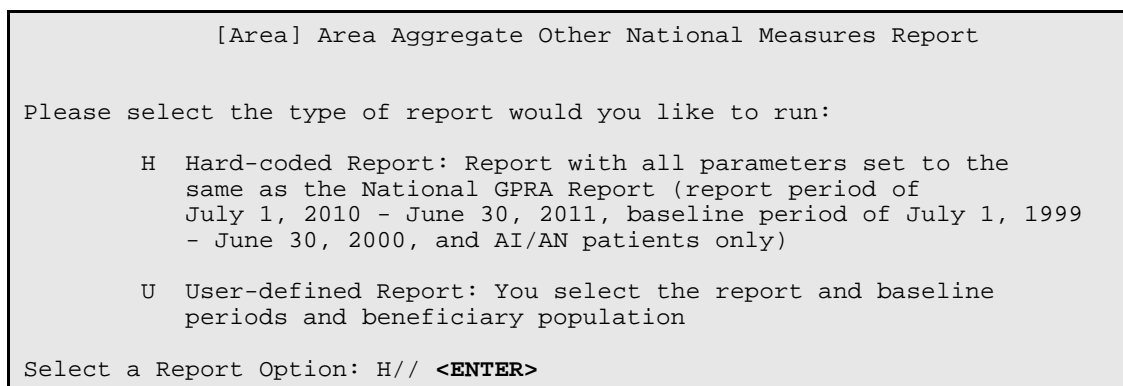 [Area] Area Aggregate Other National Measures Report
Please select the type of report would you like to run:
H Hard-coded Report: Report with all parameters set to the
same as the National GPRA Report (report period of
July 1, 2010 - June 30, 2011, baseline period of July 1, 1999
- June 30, 2000, and AI/AN patients only)
U User-defined Report: You select the report and baseline
periods and beneficiary population
Select a Report Option: H// <ENTER>